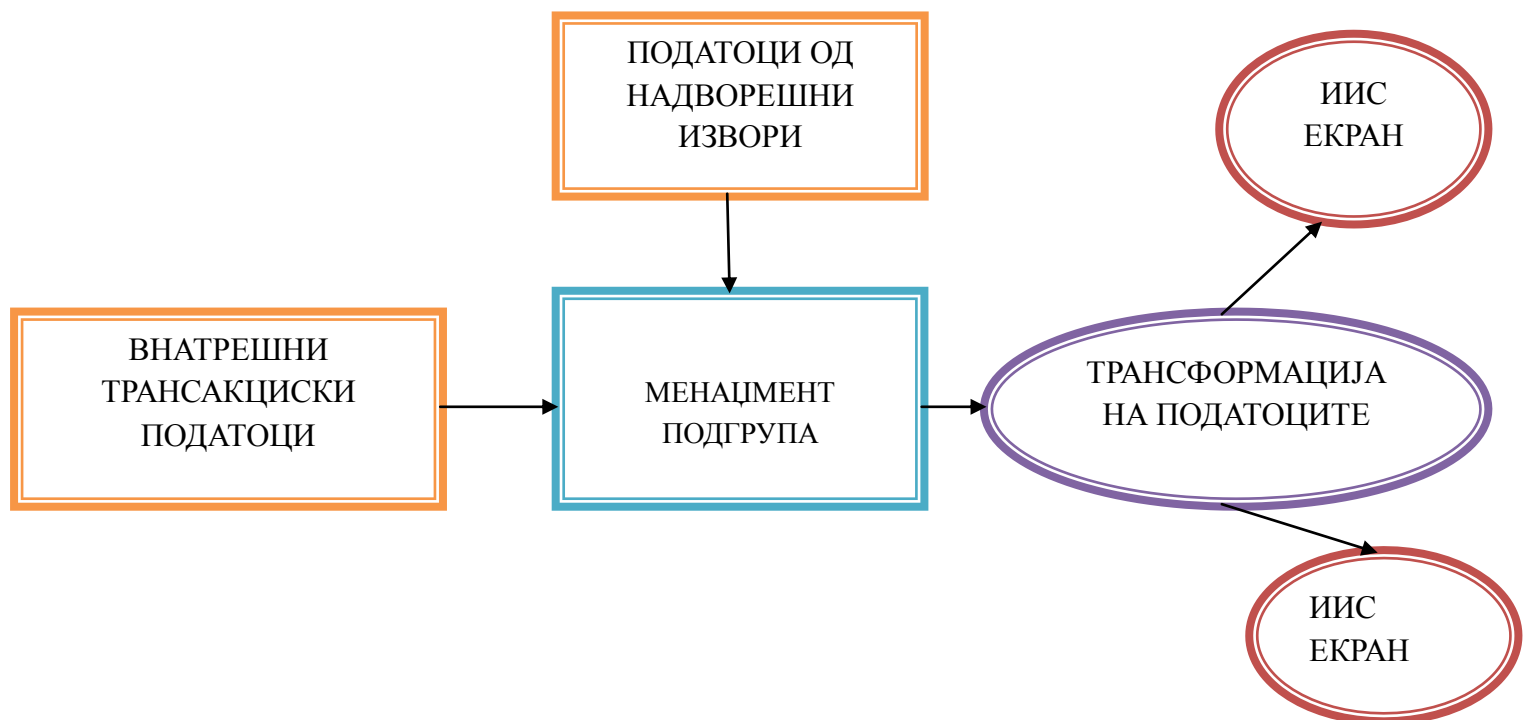 ПОДАТОЦИ ОД
НАДВОРЕШНИ
ИЗВОРИ
ИИС
ЕКРАН
ВНАТРЕШНИ
ТРАНСАКЦИСКИ
ПОДАТОЦИ
МЕНАЏМЕНТ
ПОДГРУПА
ТРАНСФОРМАЦИЈА
НА ПОДАТОЦИТЕ
ИИС
ЕКРАН